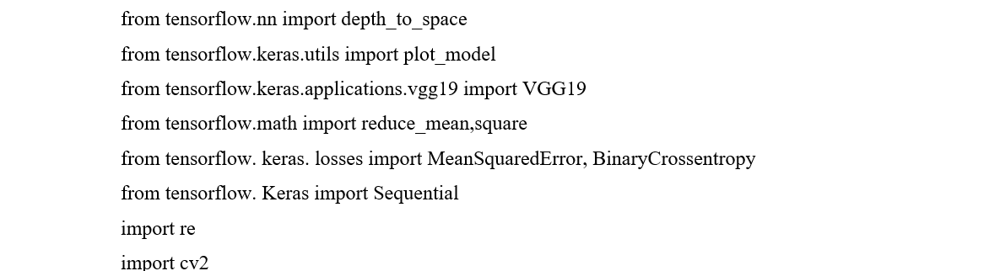 from tensorflow.nn import depth_to_space
from tensorflow.keras.utils import plot_model
from tensorflow.keras.applications.vgg19 import VGG19
from tensorflow.math import reduce_mean,square
from tensorflow. keras. losses import MeanSquaredError, BinaryCrossentropy
from tensorflow. Keras import Sequential
import re
import cv2